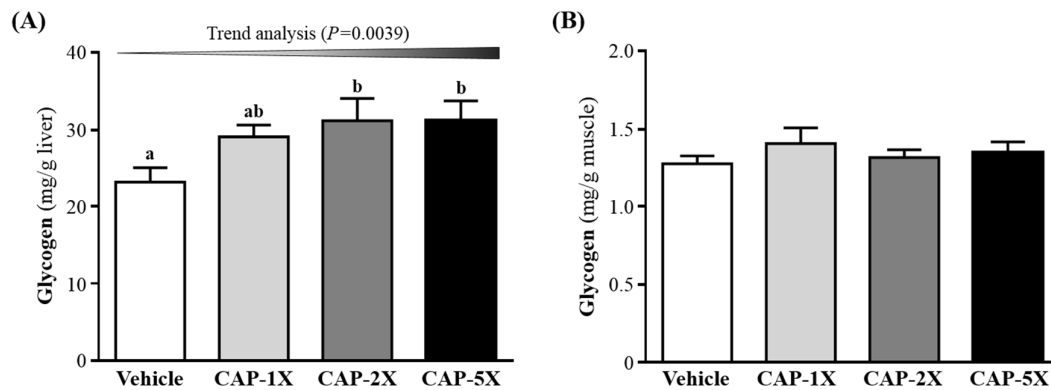 (A)
Trend analysis (P=0.0039)
Glycogen (mg/g liver)
40
30
20
10
0
a
ab
b
b
Vehicle CAP-1X CAP-2X CAP-5X
(B)
Glycogen (mg/g muscle)
2.0
1.5
1.0
0.5
0
Vehicle CAP-1X CAP-2X CAP-5X